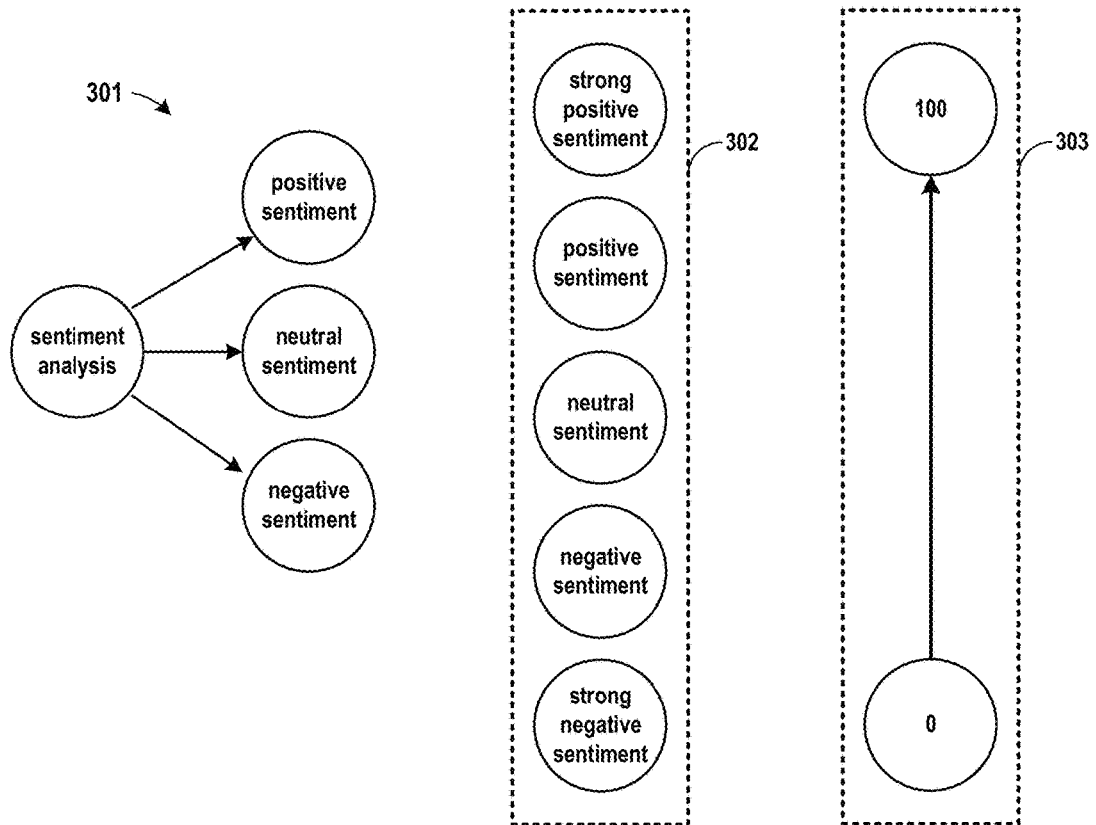 301
positive
sentiment
sentiment
analysis
neutral
sentiment
negative
sentiment
strong
positive
sentiment
positive
sentiment
neutral
sentiment
negative
sentiment
strong
negative
sentiment
302
100
0
303